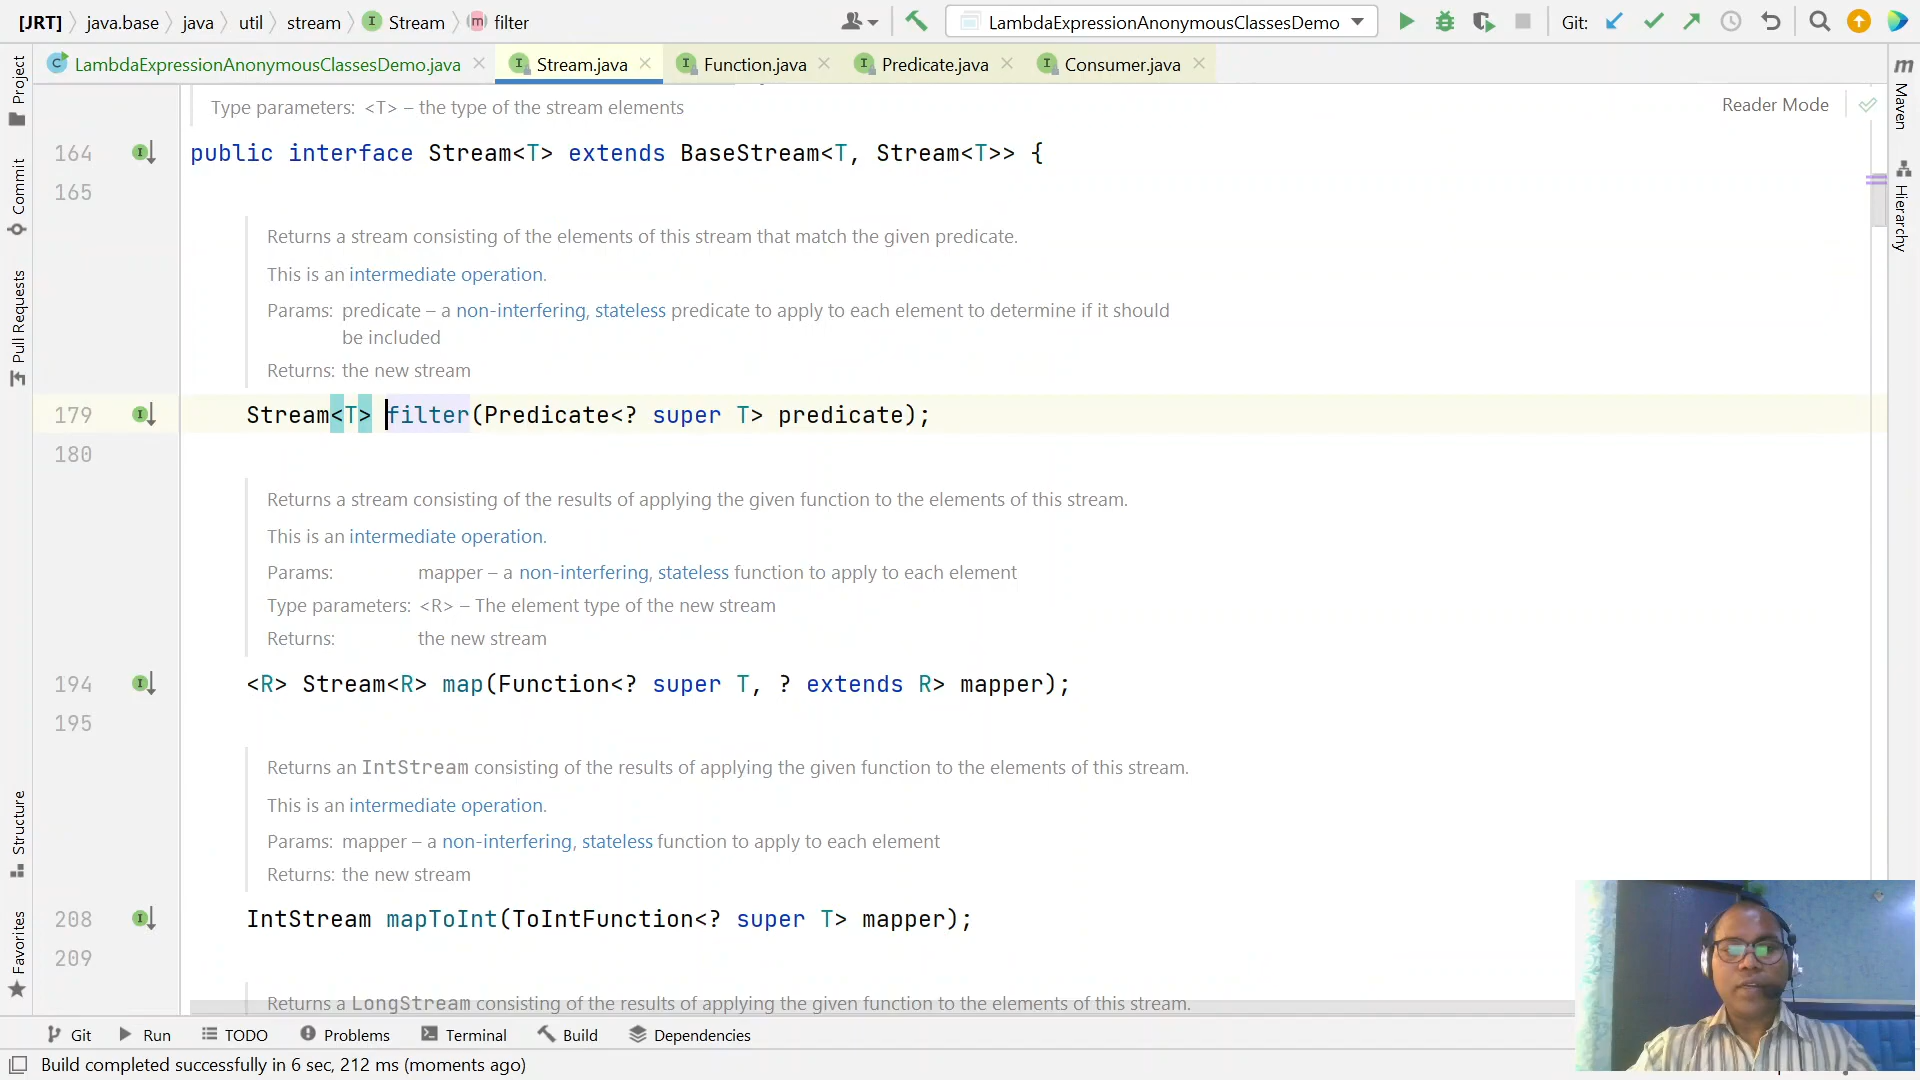 [JRT] java.base java util stream Stream filter LambdaExpressionAnonymousClassesDemo Git:
LambdaExpressionAnonymousClassesDemo.java Stream.java Function.java Predicate.java Consumer.java
Type parameters: <T> – the type of the stream elements
Reader Mode
164 public interface Stream<T> extends BaseStream<T, Stream<T>> {
165
Returns a stream consisting of the elements of this stream that match the given predicate.
This is an intermediate operation.
Params: predicate – a non-interfering, stateless predicate to apply to each element to determine if it should
be included
Returns: the new stream
179 Stream<T> filter(Predicate<? super T> predicate);
180
Returns a stream consisting of the results of applying the given function to the elements of this stream.
This is an intermediate operation.
Params: mapper – a non-interfering, stateless function to apply to each element
Type parameters: <R> – The element type of the new stream
Returns: the new stream
194 <R> Stream<R> map(Function<? super T, ? extends R> mapper);
195
Returns an IntStream consisting of the results of applying the given function to the elements of this stream.
This is an intermediate operation.
Params: mapper – a non-interfering, stateless function to apply to each element
Returns: the new stream
208 IntStream mapToInt(ToIntFunction<? super T> mapper);
209
Returns a LongStream consisting of the results of applying the given function to the elements of this stream.
Project
Commit
Pull Requests
Structure
Favorites
m Maven
Hierarchy
Git Run TODO Problems Terminal Build Dependencies
Build completed successfully in 6 sec, 212 ms (moments ago)